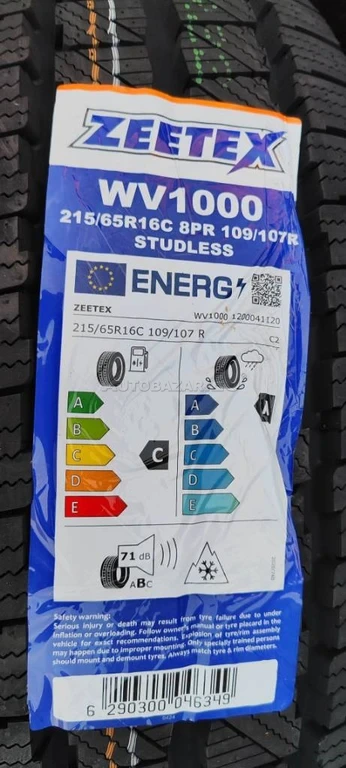 ZEETEX
WV1000
215/65R16C 8PR 109/107R
STUDLESS
ENERG
ZEETEX
WV1000 1200041120
215/65R16C 109/107 R
C2
AUTOBAZAR
A
B
C
D
E
C
A
B
C
D
E
A
71 dB
ABC
Safety warning:
Serious injury or death may result from tyre failure due to under
inflation or overloading. Follow owners, manual or tyre placard in
vehicle for exact recommendations. Explosion of tyre/rim assembly
may happen due to improper mounting. Only specially trained persons
should mount and demount tyres. Always match tyre & rim diameters.
6 290300 046349